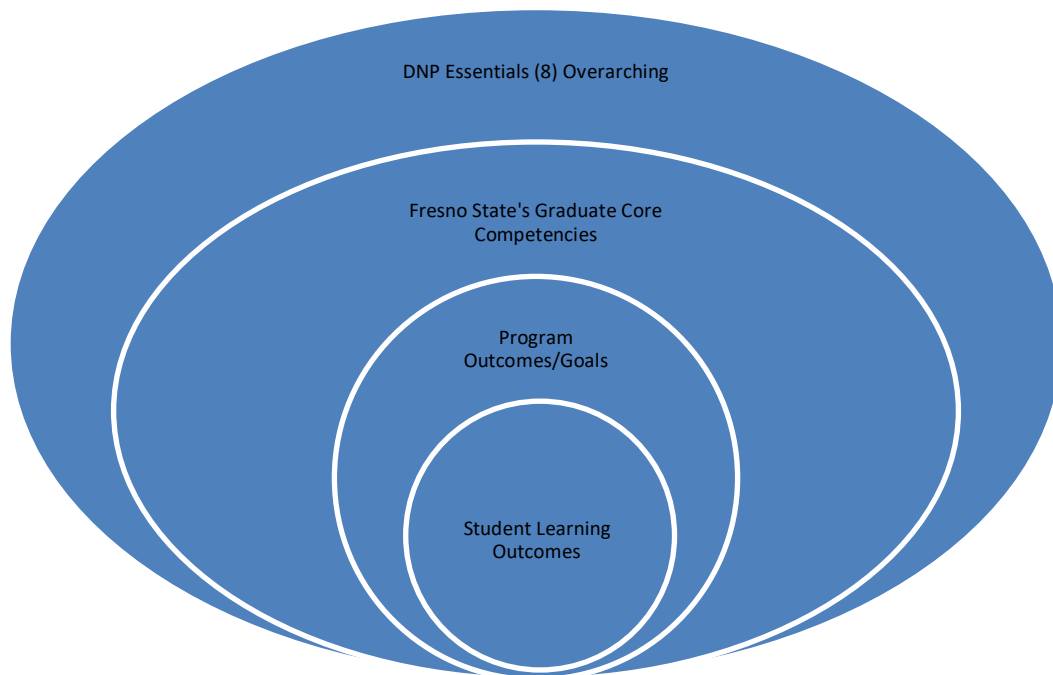 DNP Essentials (8) Overarching
Fresno State's Graduate Core
Competencies
Program
Outcomes/Goals
Student Learning
Outcomes